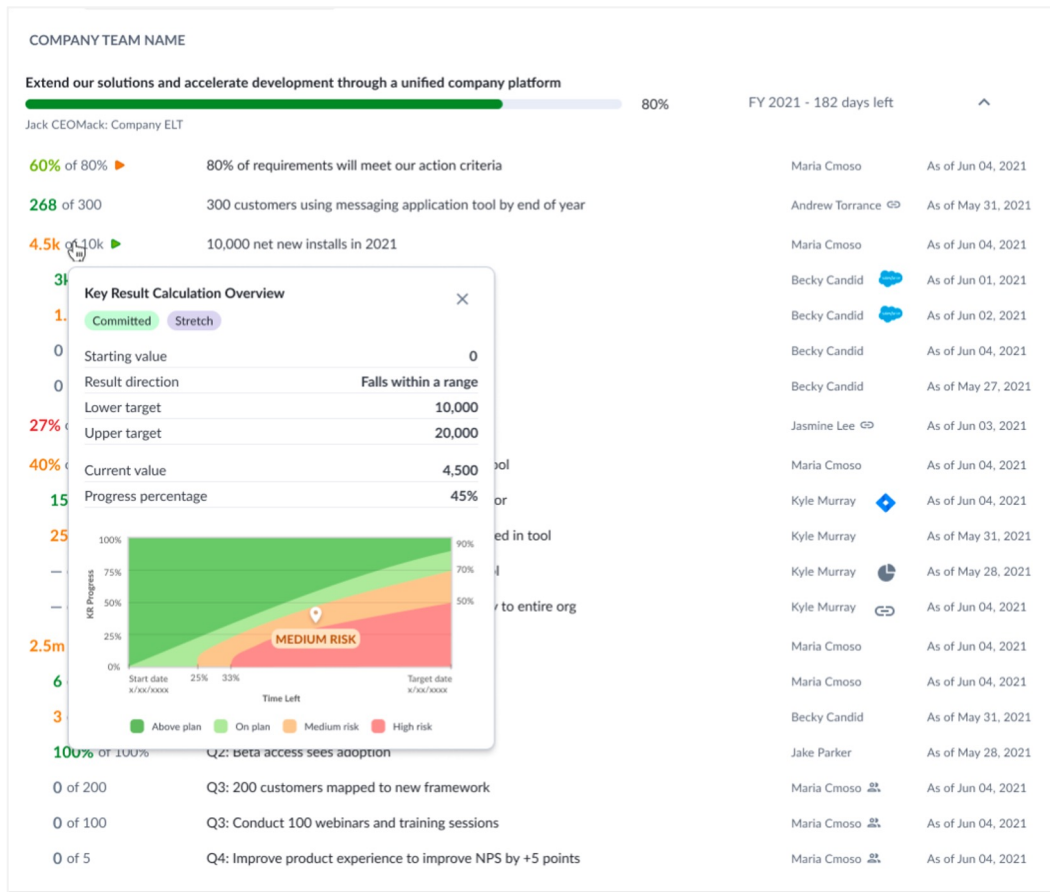 COMPANY TEAM NAME
Extend our solutions and accelerate development through a unified company platform
80% FY 2021 - 182 days left
Jack CEOMack: Company ELT
60% of 80% 80% of requirements will meet our action criteria Maria Cmoso As of Jun 04, 2021
268 of 300 300 customers using messaging application tool by end of year Andrew Torrance As of May 31, 2021
4.5k of 10k 10,000 net new installs in 2021 Maria Cmoso As of Jun 04, 2021
Becky Candid As of Jun 01, 2021
1. Becky Candid As of Jun 02, 2021
0 Becky Candid As of Jun 04, 2021
0 Becky Candid As of May 27, 2021
27% Jasmine Lee As of Jun 03, 2021
40% Maria Cmoso As of Jun 04, 2021
15 or Kyle Murray As of Jun 04, 2021
25 ed in tool Kyle Murray As of May 31, 2021
– Kyle Murray As of May 28, 2021
– to entire org Kyle Murray As of Jun 04, 2021
2.5m Maria Cmoso As of Jun 04, 2021
6 Maria Cmoso As of Jun 04, 2021
3 Becky Candid As of May 31, 2021
100% of 100% Q2: Beta access sees adoption Jake Parker As of May 28, 2021
0 of 200 Q3: 200 customers mapped to new framework Maria Cmoso As of Jun 04, 2021
0 of 100 Q3: Conduct 100 webinars and training sessions Maria Cmoso As of Jun 04, 2021
0 of 5 Q4: Improve product experience to improve NPS by +5 points Maria Cmoso As of Jun 04, 2021
Key Result Calculation Overview
Committed Stretch
Starting value 0
Result direction Falls within a range
Lower target 10,000
Upper target 20,000
Current value 4,500
Progress percentage 45%
KR Progress
100% 90%
75% 70%
50% 50%
25%
MEDIUM RISK
0%
Start date 25% 33% Target date
x/xx/xxxx x/xx/xxxx
Time Left
Above plan On plan Medium risk High risk